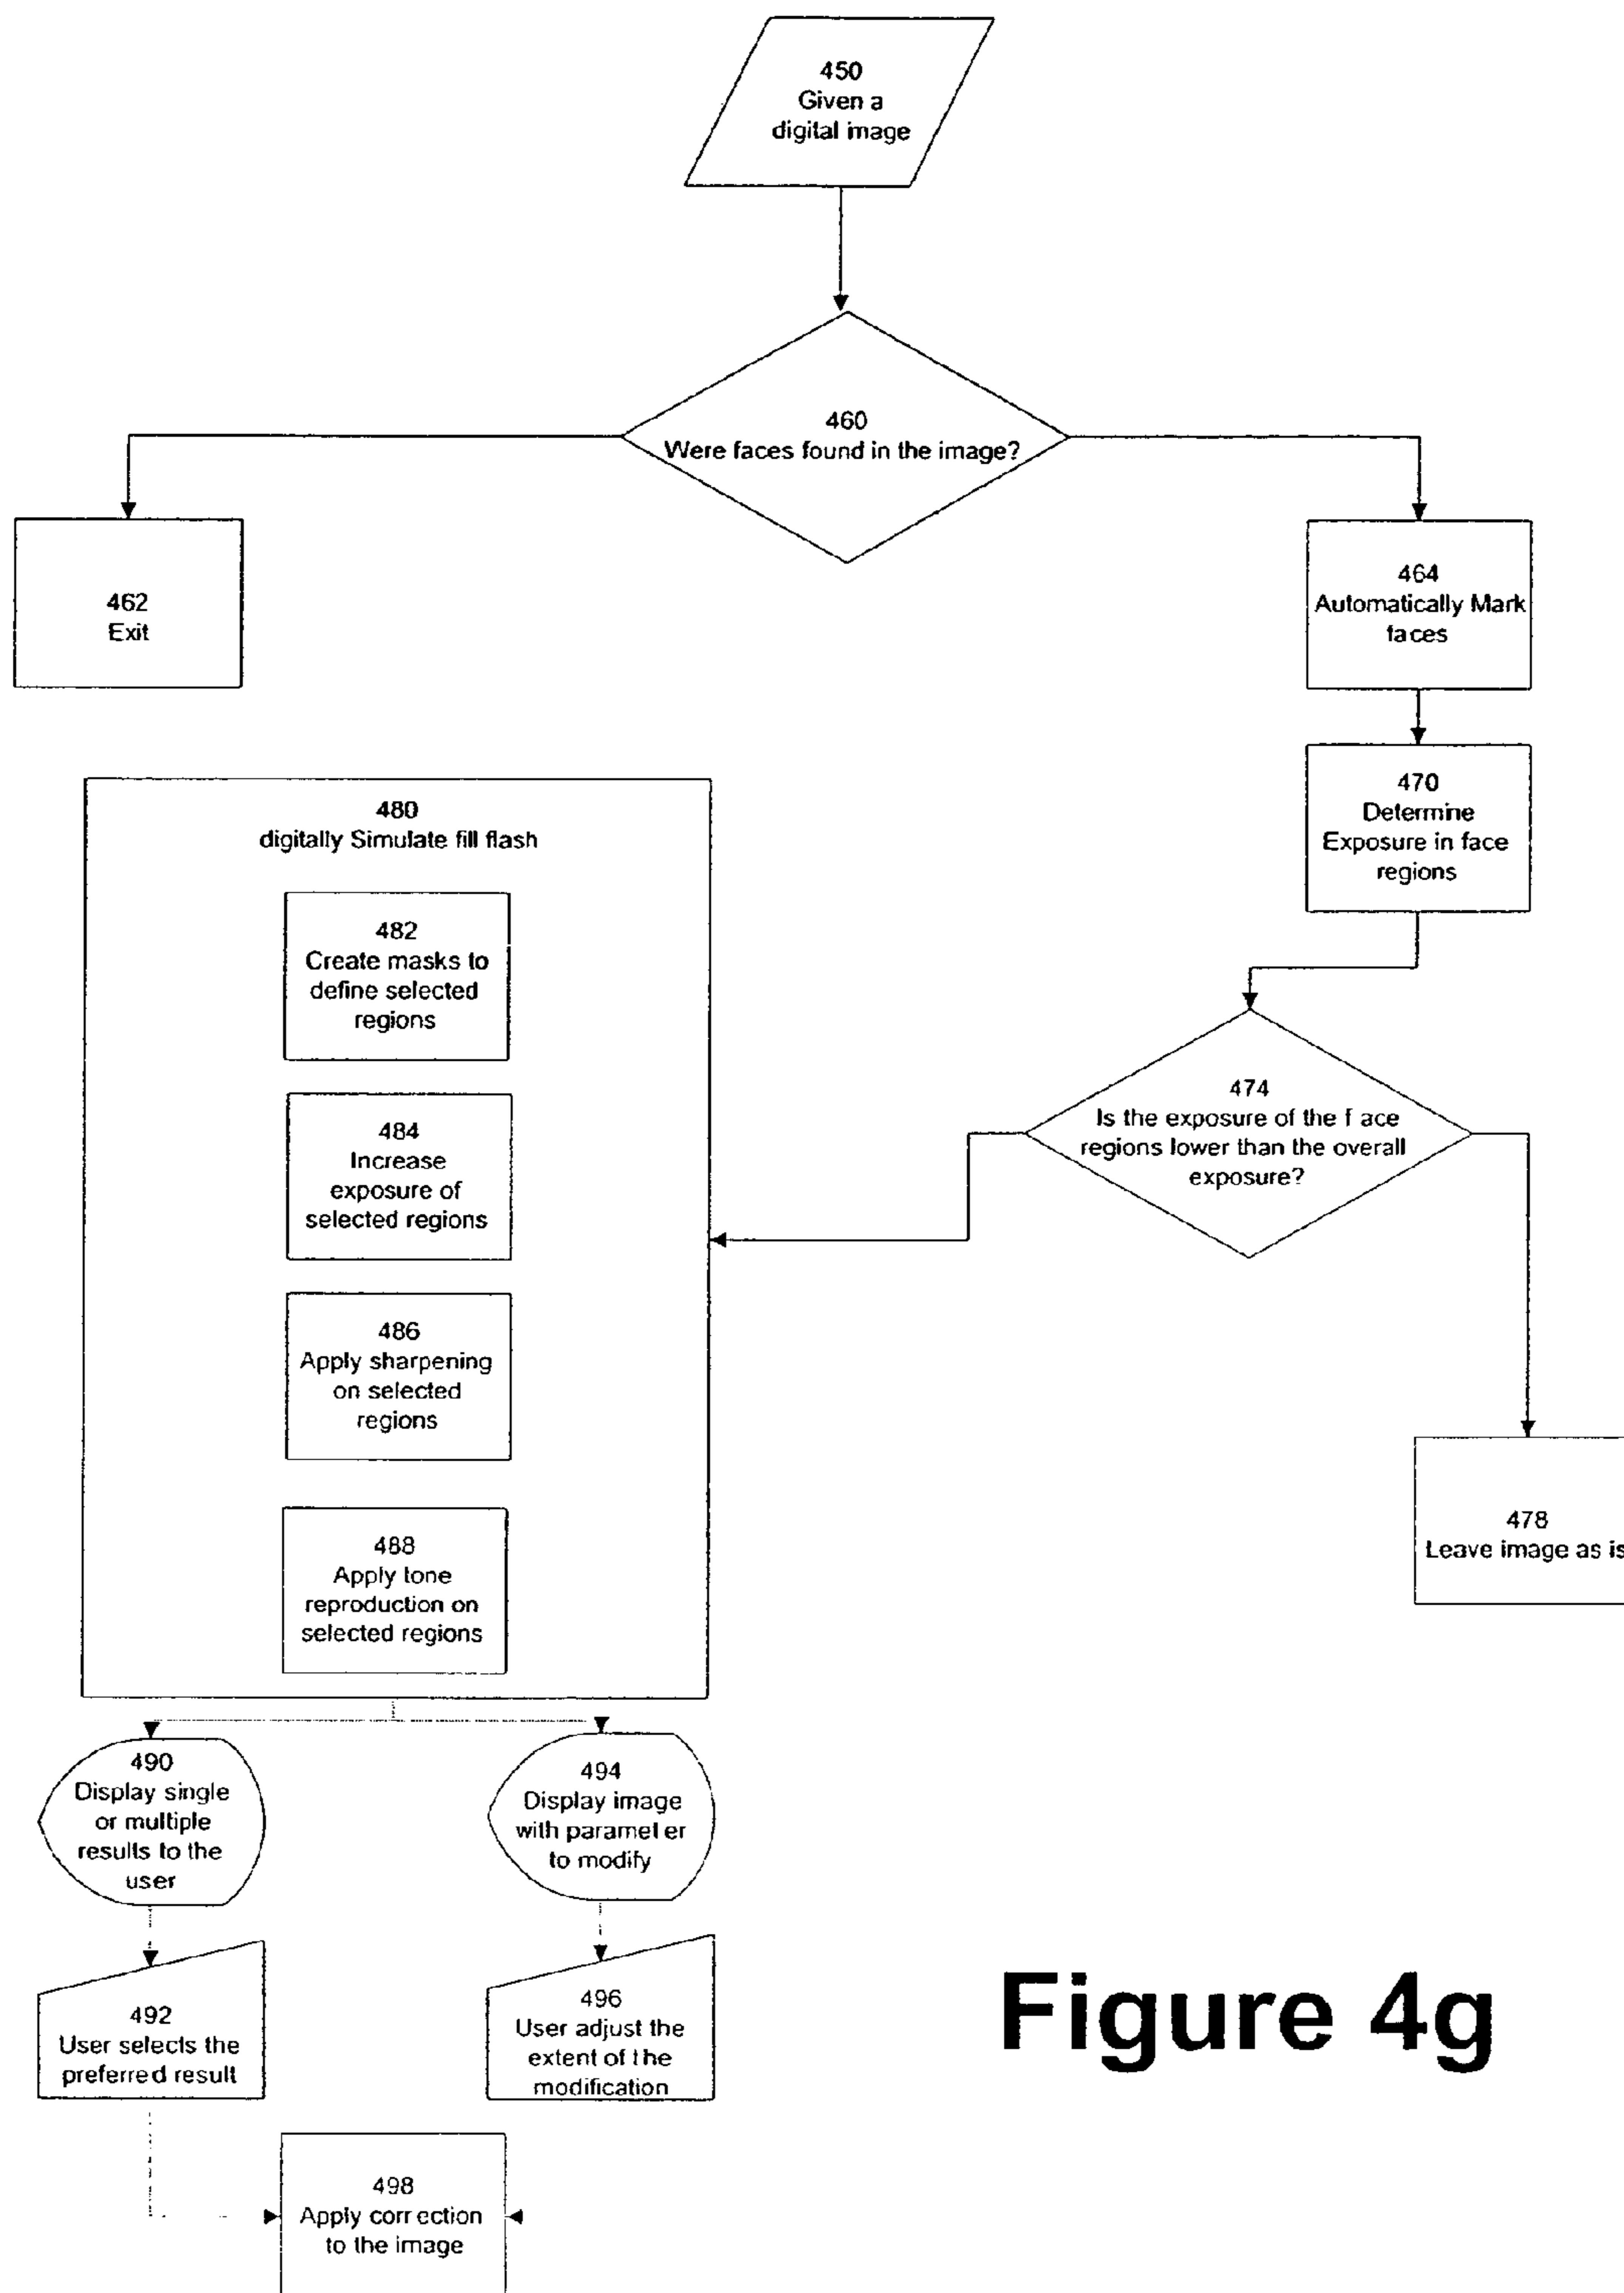 450
Given a
digital image
460
Were faces found in the image?
462
Exit
464
Automatically Mark
faces
470
Determine
Exposure in face
regions
474
Is the exposure of the face
regions lower than the overall
exposure?
478
Leave image as is
480
digitally Simulate fill flash
482
Create masks to
define selected
regions
484
Increase
exposure of
selected regions
486
Apply sharpening
on selected
regions
488
Apply tone
reproduction on
selected regions
490
Display single
or multiple
results to the
user
494
Display image
with parameter
to modify
492
User selects the
preferred result
496
User adjust the
extent of the
modification
498
Apply correction
to the image
Figure 4g